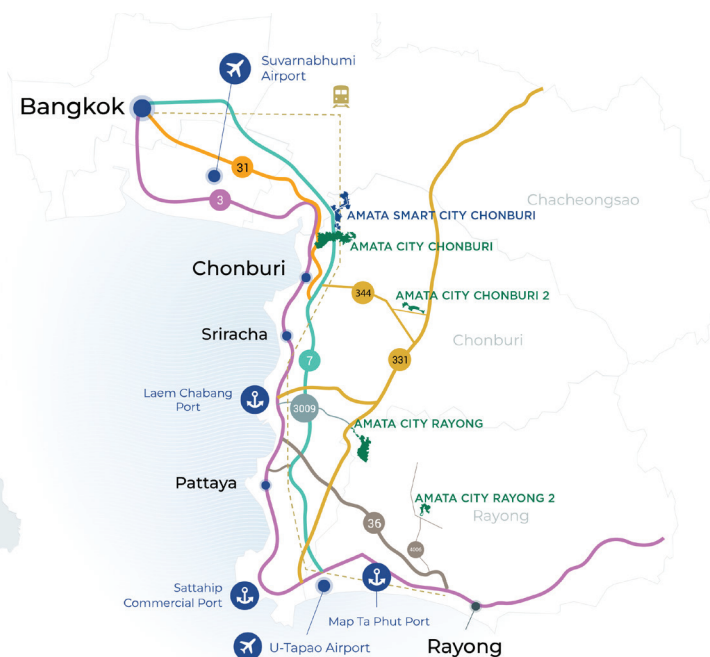 Suvarnabhumi
Airport
Bangkok
31
3
Chacheongsao
AMATA SMART CITY CHONBURI
AMATA CITY CHONBURI
Chonburi
344
AMATA CITY CHONBURI 2
Sriracha
Chonburi
7
331
Laem Chabang
Port
3009
AMATA CITY RAYONG
Pattaya
AMATA CITY RAYONG 2
Rayong
36
Sattahip
Commercial Port
Map Ta Phut Port
U-Tapao Airport
Rayong